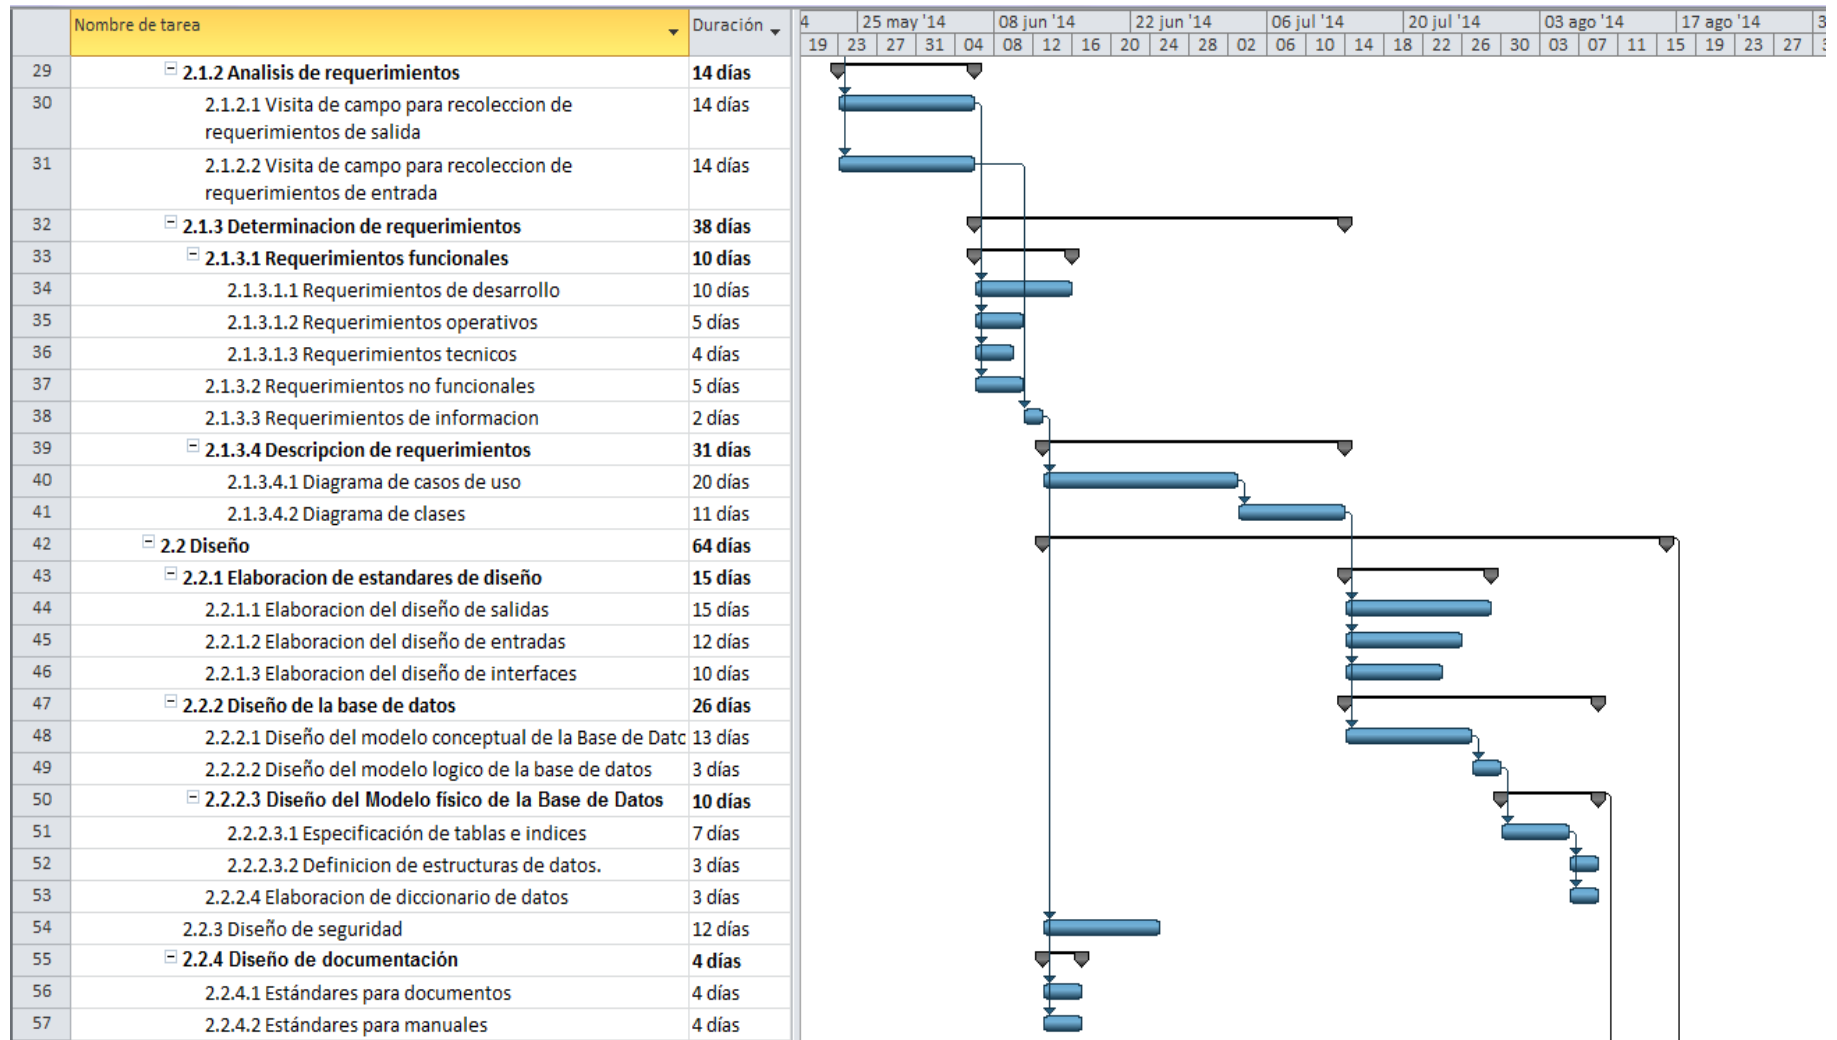 Nombre de tarea Duración 4 25 may '14 08 jun '14 22 jun '14 06 jul '14 20 jul '14 03 ago '14 17 ago '14 3
19 23 27 31 04 08 12 16 20 24 28 02 06 10 14 18 22 26 30 03 07 11 15 19 23 27
29 2.1.2 Analisis de requerimientos 14 días
30 2.1.2.1 Visita de campo para recoleccion de 14 días
requerimientos de salida
31 2.1.2.2 Visita de campo para recoleccion de 14 días
requerimientos de entrada
32 2.1.3 Determinacion de requerimientos 38 días
33 2.1.3.1 Requerimientos funcionales 10 días
34 2.1.3.1.1 Requerimientos de desarrollo 10 días
35 2.1.3.1.2 Requerimientos operativos 5 días
36 2.1.3.1.3 Requerimientos tecnicos 4 días
37 2.1.3.2 Requerimientos no funcionales 5 días
38 2.1.3.3 Requerimientos de informacion 2 días
39 2.1.3.4 Descripcion de requerimientos 31 días
40 2.1.3.4.1 Diagrama de casos de uso 20 días
41 2.1.3.4.2 Diagrama de clases 11 días
42 2.2 Diseño 64 días
43 2.2.1 Elaboracion de estandares de diseño 15 días
44 2.2.1.1 Elaboracion del diseño de salidas 15 días
45 2.2.1.2 Elaboracion del diseño de entradas 12 días
46 2.2.1.3 Elaboracion del diseño de interfaces 10 días
47 2.2.2 Diseño de la base de datos 26 días
48 2.2.2.1 Diseño del modelo conceptual de la Base de Datc 13 días
49 2.2.2.2 Diseño del modelo logico de la base de datos 3 días
50 2.2.2.3 Diseño del Modelo físico de la Base de Datos 10 días
51 2.2.2.3.1 Especificación de tablas e indices 7 días
52 2.2.2.3.2 Definicion de estructuras de datos. 3 días
53 2.2.2.4 Elaboracion de diccionario de datos 3 días
54 2.2.3 Diseño de seguridad 12 días
55 2.2.4 Diseño de documentación 4 días
56 2.2.4.1 Estándares para documentos 4 días
57 2.2.4.2 Estándares para manuales 4 días